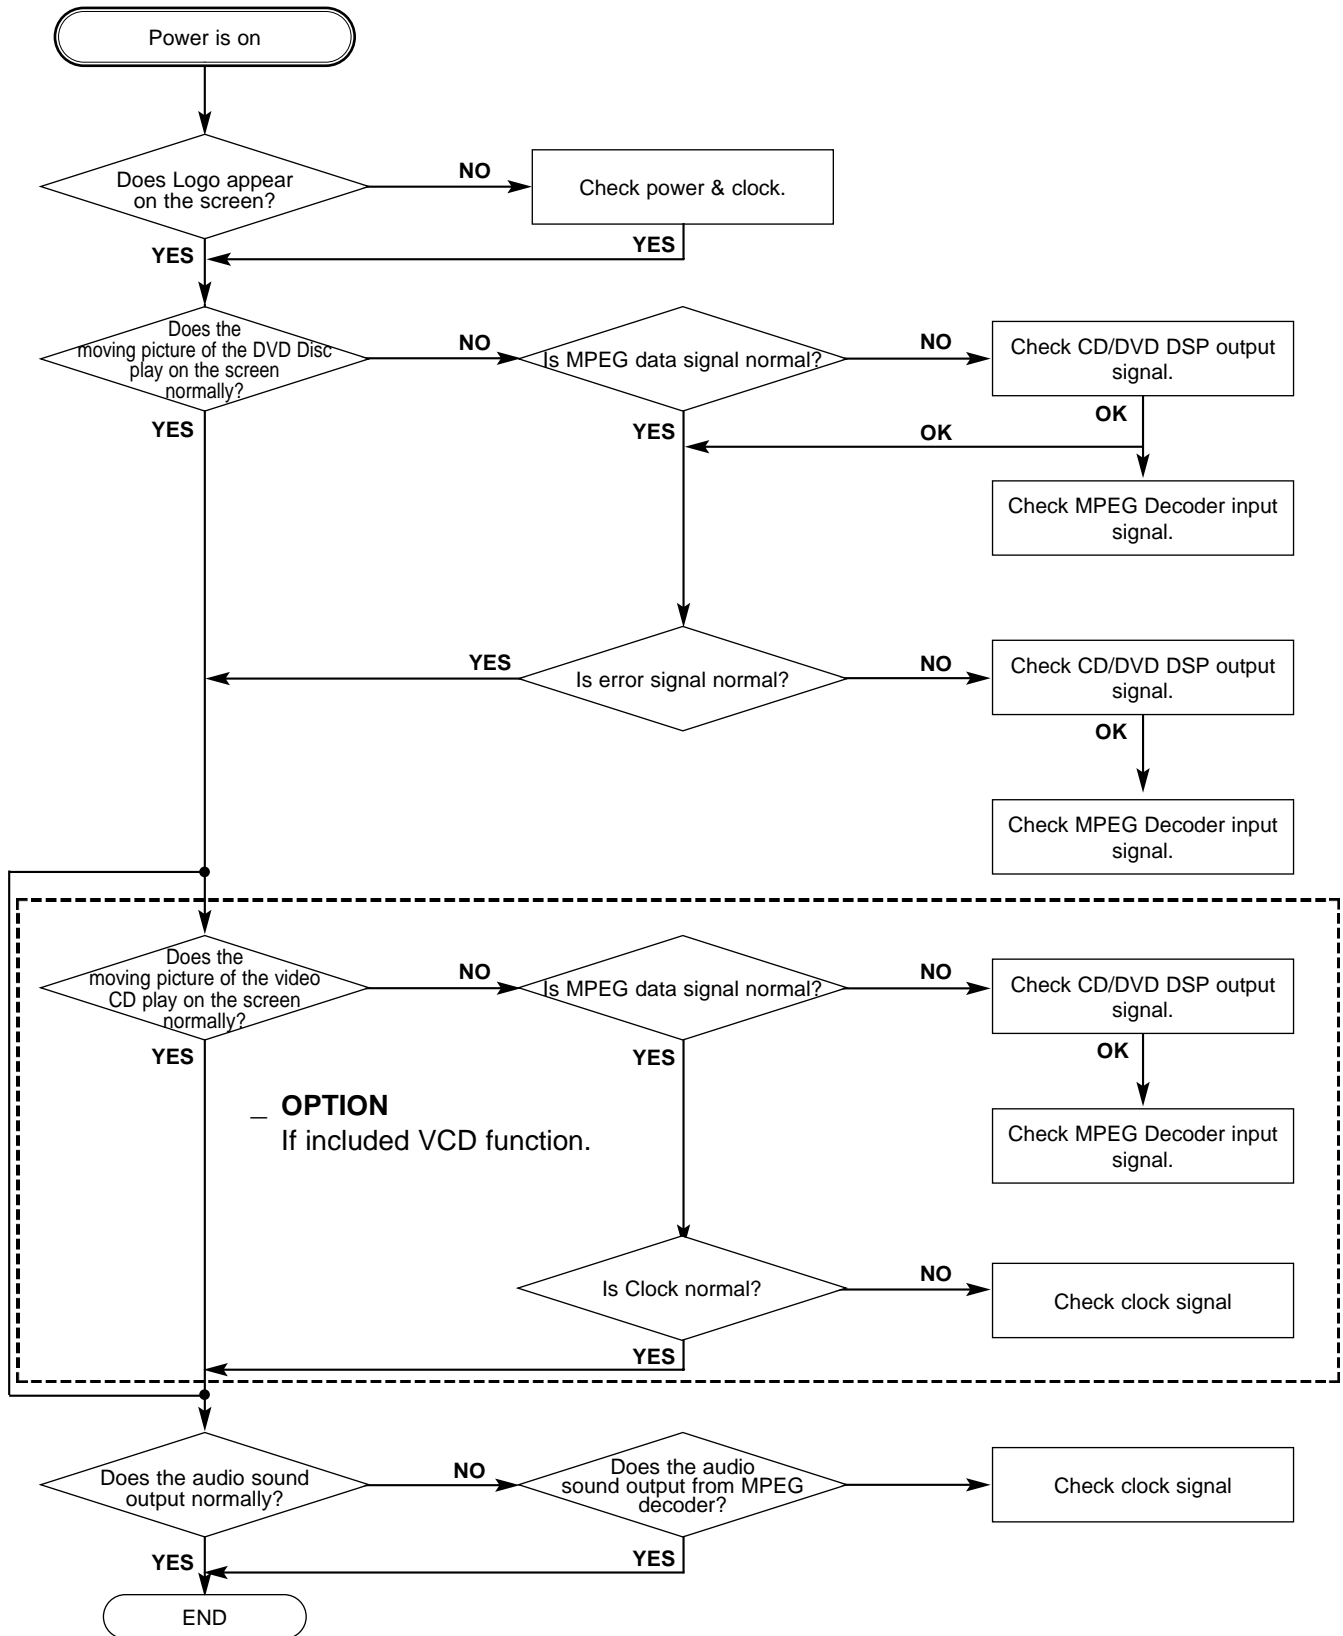 Power is on
Does Logo appear
on the screen?
NO
Check power & clock.
YES
YES
Does the
moving picture of the DVD Disc
play on the screen
normally?
NO
Is MPEG data signal normal?
NO
Check CD/DVD DSP output
signal.
YES
YES
OK
OK
Check MPEG Decoder input
signal.
YES
Is error signal normal?
NO
Check CD/DVD DSP output
signal.
OK
Check MPEG Decoder input
signal.
Does the
moving picture of the video
CD play on the screen
normally?
NO
Is MPEG data signal normal?
NO
Check CD/DVD DSP output
signal.
YES
YES
OK
_ OPTION
If included VCD function.
Check MPEG Decoder input
signal.
Is Clock normal?
NO
Check clock signal
YES
Does the audio sound
output normally?
NO
Does the audio
sound output from MPEG
decoder?
Check clock signal
YES
YES
END